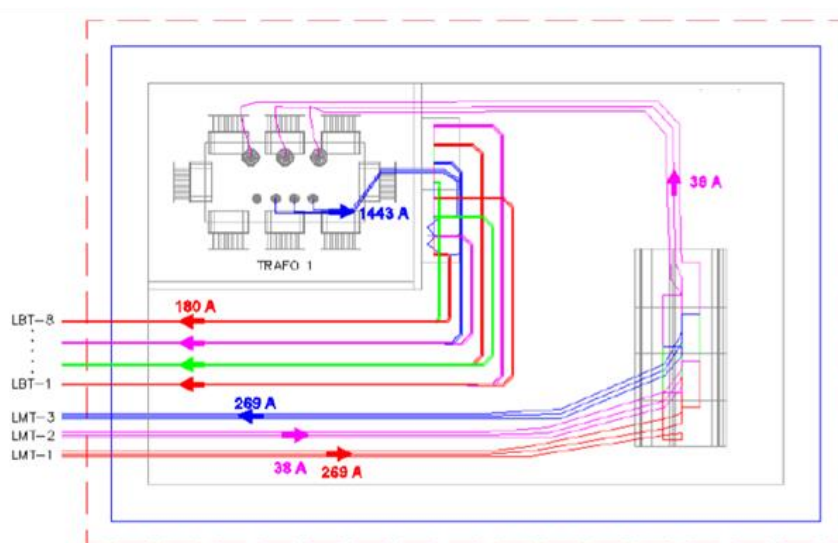 38 A
1443 A
TRAFO 1
180 A
LBT-8
LBT-1
269 A
LMT-3
LMT-2
LMT-1
38 A
269 A